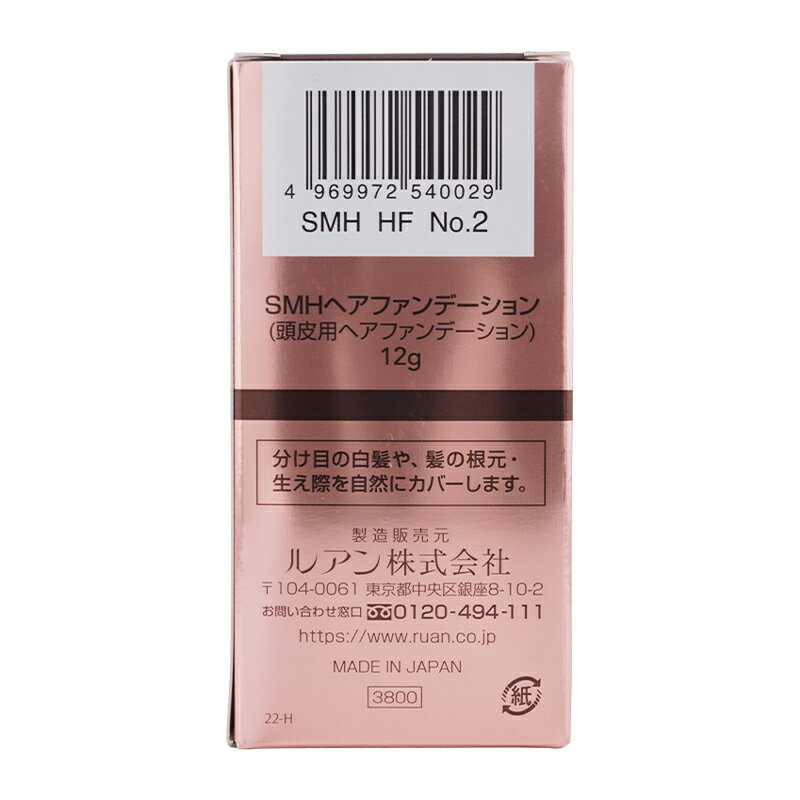 4 969972 540029
SMH HF No.2
SMHヘアファンデーション
(頭皮用ヘアファンデーション)
12g
分け目の白髪や、髪の根元・
生え際を自然にカバーします。
製造販売元
ルアン株式会社
〒104-0061 東京都中央区銀座8-10-2
お問い合わせ窓口 0120-494-111
https://www.ruan.co.jp
MADE IN JAPAN
3800
紙
22-H